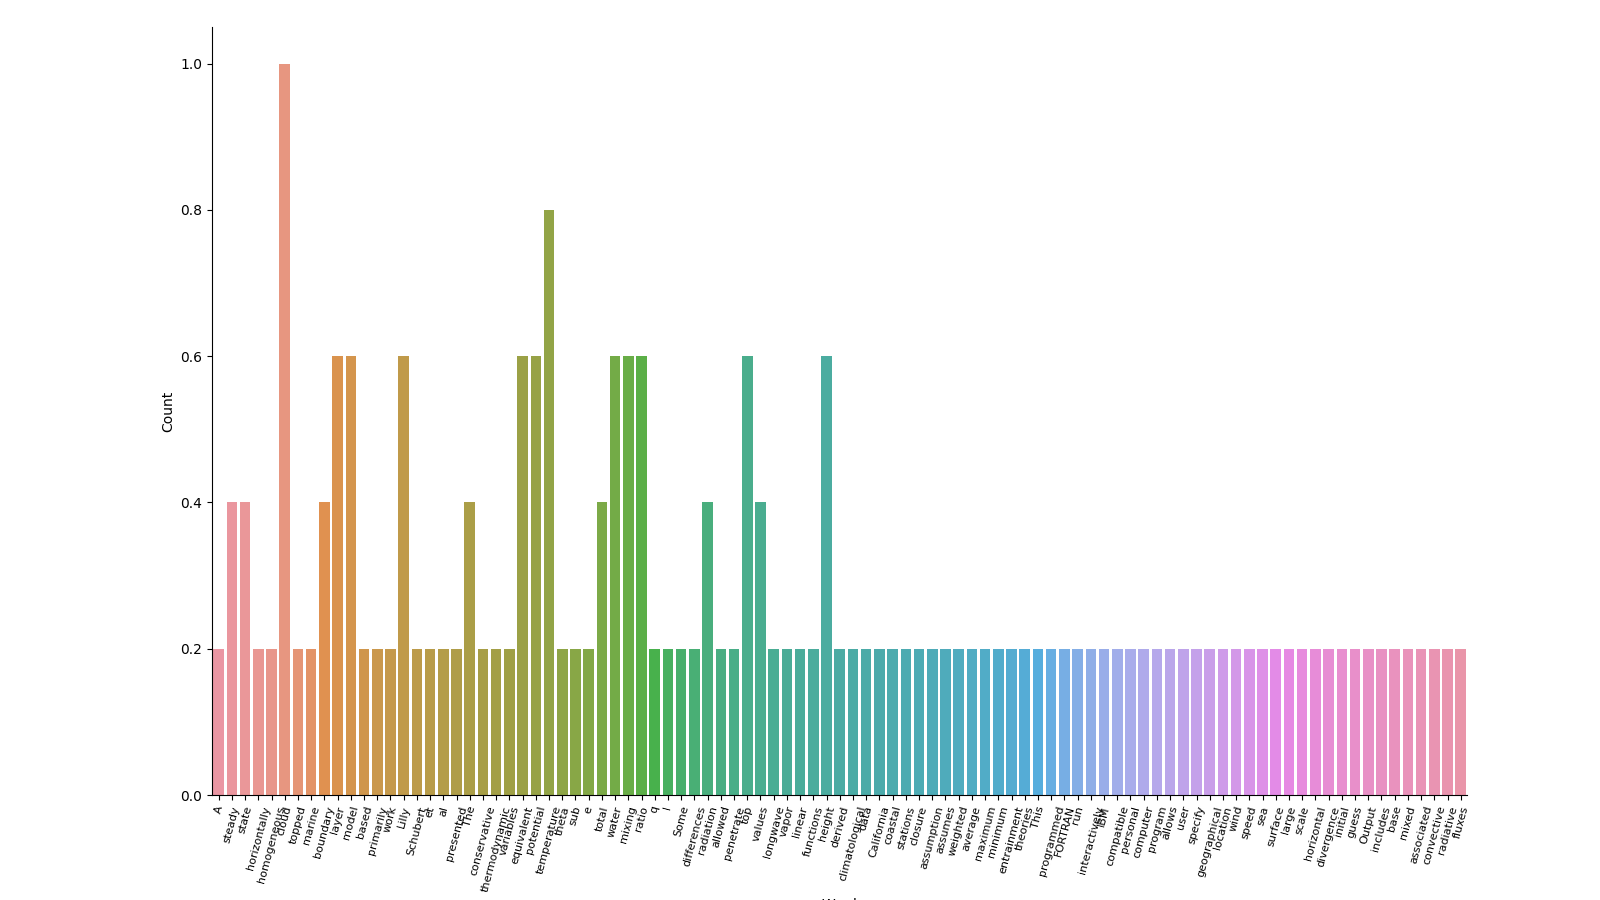 1.0
0.8
0.6
0.4
0.2
0.0
Count
A
steady
state
horizontally
homogeneous
cloud
topped
marine
boundary
layer
model
based
primarily
work
Lilly
Schubert
et
al
presented
The
conservative
thermodynamic
variables
equivalent
potential
temperature
theta
sub
e
total
water
mixing
ratio
q
l
Some
differences
radiation
allowed
penetrate
top
values
longwave
vapor
linear
functions
height
derived
climatological
data
California
coastal
stations
closure
assumption
assumes
weighted
average
maximum
minimum
entrainment
theories
This
programmed
FORTRAN
run
interactively
IBM
compatible
personal
computer
program
allows
user
specify
geographical
location
wind
speed
sea
surface
large
scale
horizontal
divergence
initial
guess
Output
includes
base
mixed
associated
convective
radiative
fluxes